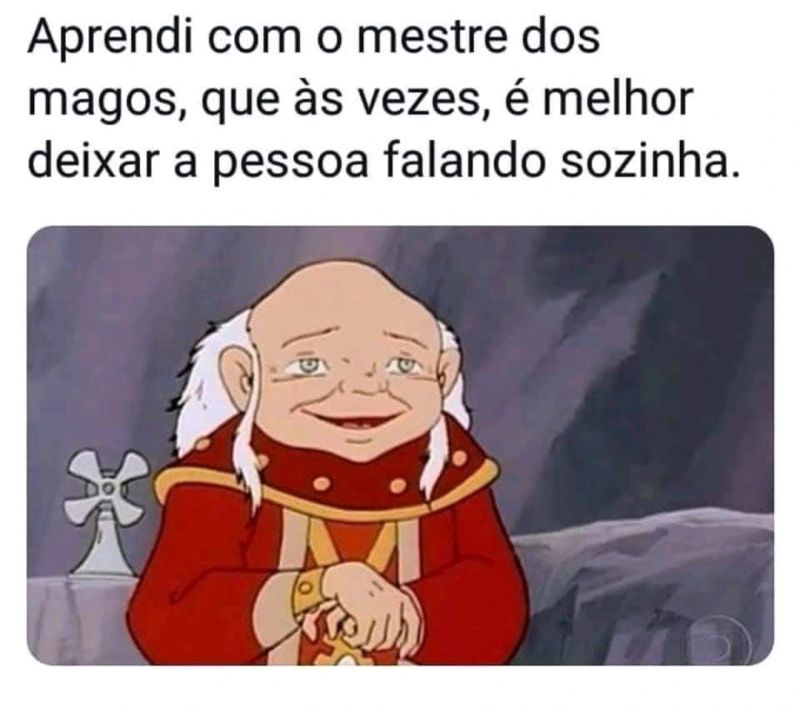 Aprendi com o mestre dos
magos, que às vezes, é melhor
deixar a pessoa falando sozinha.